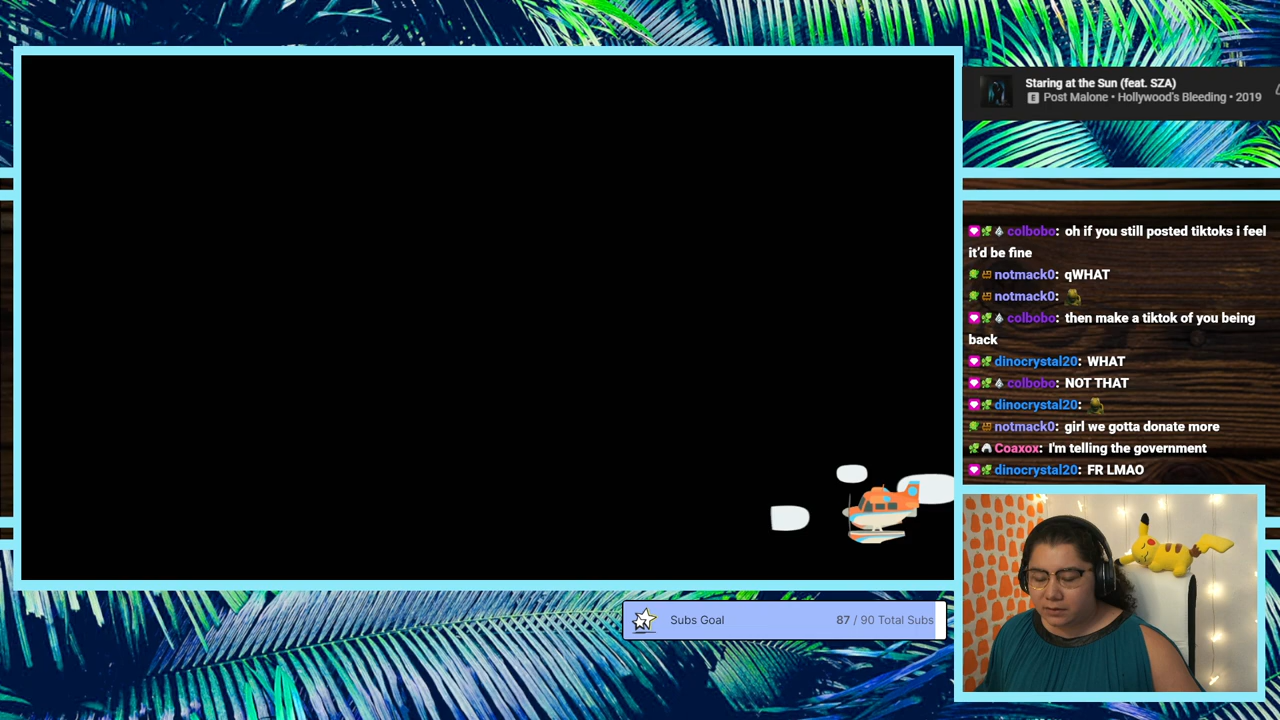 Staring at the Sun (feat. SZA)
E Post Malone • Hollywood's Bleeding • 2019
colbobo: oh if you still posted tiktoks i feel
it'd be fine
notmack0: qWHAT
notmack0:
colbobo: then make a tiktok of you being
back
dinocrystal20: WHAT
colbobo: NOT THAT
dinocrystal20:
notmack0: girl we gotta donate more
Coaxox: I'm telling the government
dinocrystal20: FR LMAO
Subs Goal 87 / 90 Total Subs